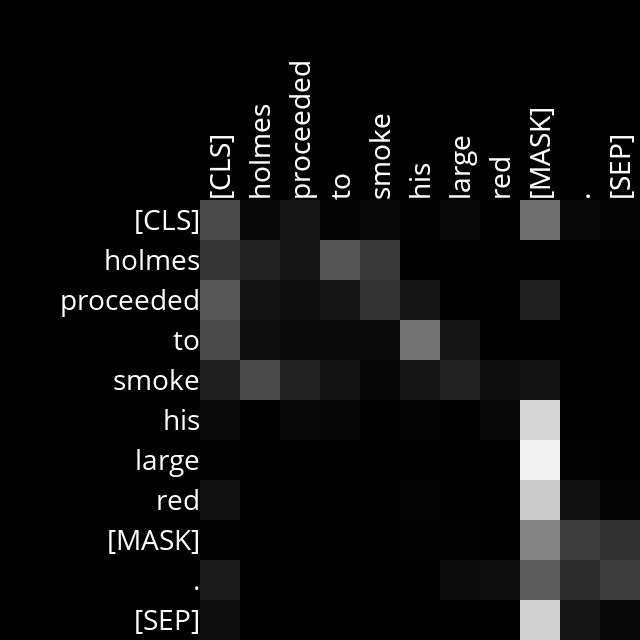 [CLS] holmes proceeded to smoke his large red [MASK] . [SEP]
[CLS]
holmes
proceeded
to
smoke
his
large
red
[MASK]
.
[SEP]